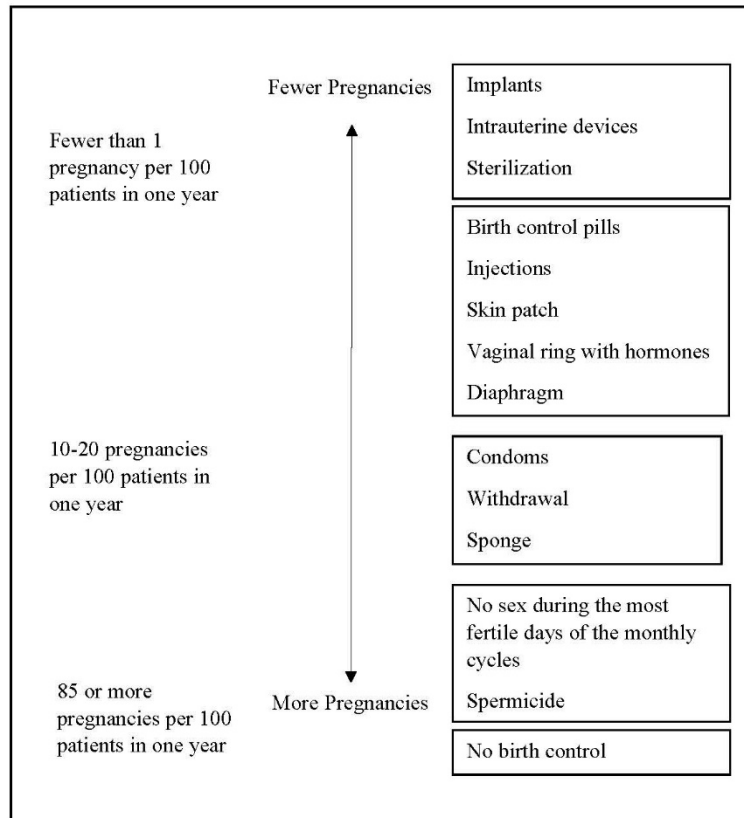 Fewer Pregnancies
Fewer than 1
pregnancy per 100
patients in one year
Implants
Intrauterine devices
Sterilization
Birth control pills
Injections
Skin patch
Vaginal ring with hormones
Diaphragm
10-20 pregnancies
per 100 patients in
one year
Condoms
Withdrawal
Sponge
No sex during the most
fertile days of the monthly
cycles
Spermicide
85 or more
pregnancies per 100
patients in one year
More Pregnancies
No birth control